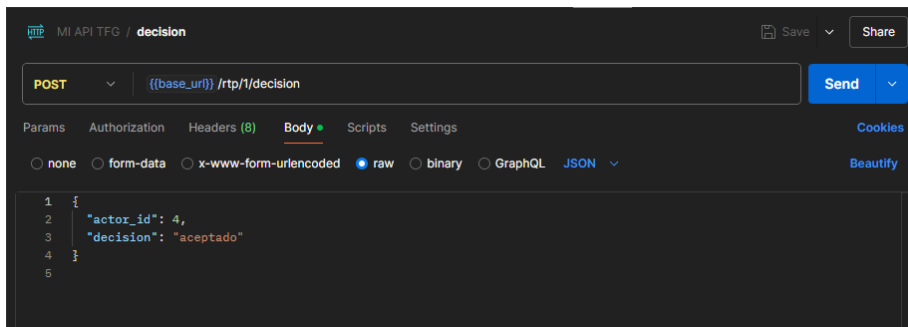 HTTP MI API TFG / decision Save Share
POST {{base_url}} /rtp/1/decision Send
Params Authorization Headers (8) Body Scripts Settings Cookies
none form-data x-www-form-urlencoded raw binary GraphQL JSON Beautify
1 {
2 "actor_id": 4,
3 "decision": "aceptado"
4 }
5